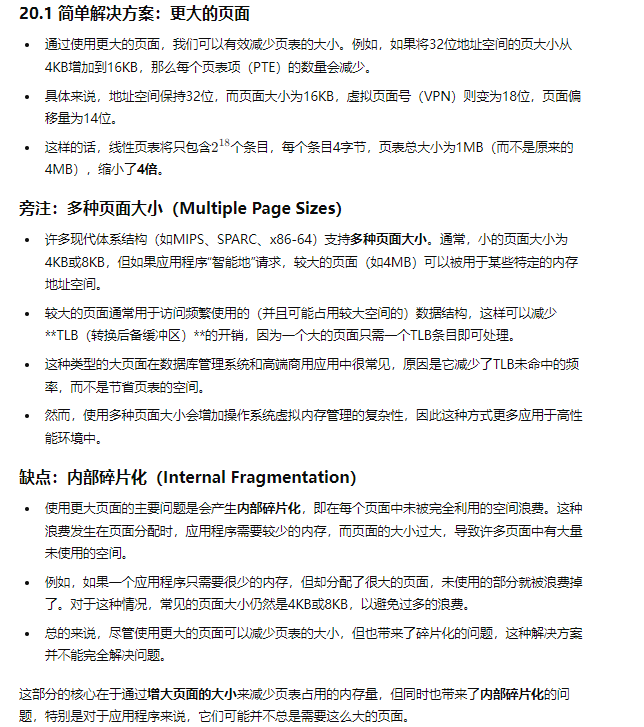 20.1 简单解决方案：更大的页面
• 通过使用更大的页面，我们可以有效减少页表的大小。例如，如果将32位地址空间的页大小从
4KB增加到16KB，那么每个页表项（PTE）的数量会减少。
• 具体来说，地址空间保持32位，而页面大小为16KB，虚拟页面号（VPN）则变为18位，页面偏
移量为14位。
• 这样的话，线性页表将只包含2^18个条目，每个条目4字节，页表总大小为1MB（而不是原来的
4MB），缩小了4倍。
旁注：多种页面大小（Multiple Page Sizes）
• 许多现代体系结构（如MIPS、SPARC、x86-64）支持多种页面大小。通常，小的页面大小为
4KB或8KB，但如果应用程序“智能地”请求，较大的页面（如4MB）可以被用于某些特定的内存
地址空间。
• 较大的页面通常用于访问频繁使用的（并且可能占用较大空间的）数据结构，这样可以减少
**TLB（转换后备缓冲区）**的开销，因为一个大的页面只需一个TLB条目即可处理。
• 这种类型的大页面在数据库管理系统和高端商用应用中很常见，原因是它减少了TLB未命中的频
率，而不是节省页表的空间。
• 然而，使用多种页面大小会增加操作系统虚拟内存管理的复杂性，因此这种方式更多应用于高性
能环境中。
缺点：内部碎片化（Internal Fragmentation）
• 使用更大页面的主要问题是会产生内部碎片化，即在每个页面中未被完全利用的空间浪费。这种
浪费发生在页面分配时，应用程序需要较少的内存，而页面的大小过大，导致许多页面中有大量
未使用的空间。
• 例如，如果一个应用程序只需要很少的内存，但却分配了很大的页面，未使用的部分就被浪费掉
了。对于这种情况，常见的页面大小仍然是4KB或8KB，以避免过多的浪费。
• 总的来说，尽管使用更大的页面可以减少页表的大小，但也带来了碎片化的问题，这种解决方案
并不能完全解决问题。
这部分的核心在于通过增大页面的大小来减少页表占用的内存量，但同时也带来了内部碎片化的问
题，特别是对于应用程序来说，它们可能并不总是需要这么大的页面。